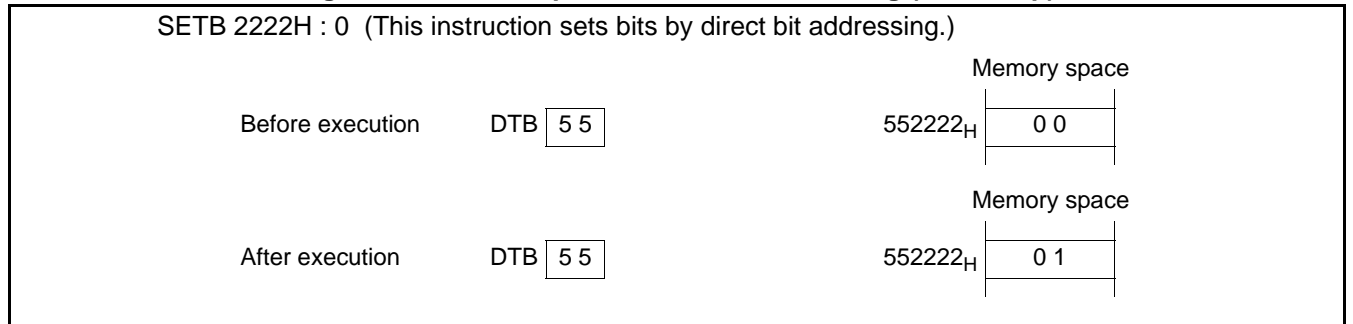 SETB 2222H : 0 (This instruction sets bits by direct bit addressing.)
Memory space
Before execution DTB 5 5 552222H 0 0
Memory space
After execution DTB 5 5 552222H 0 1